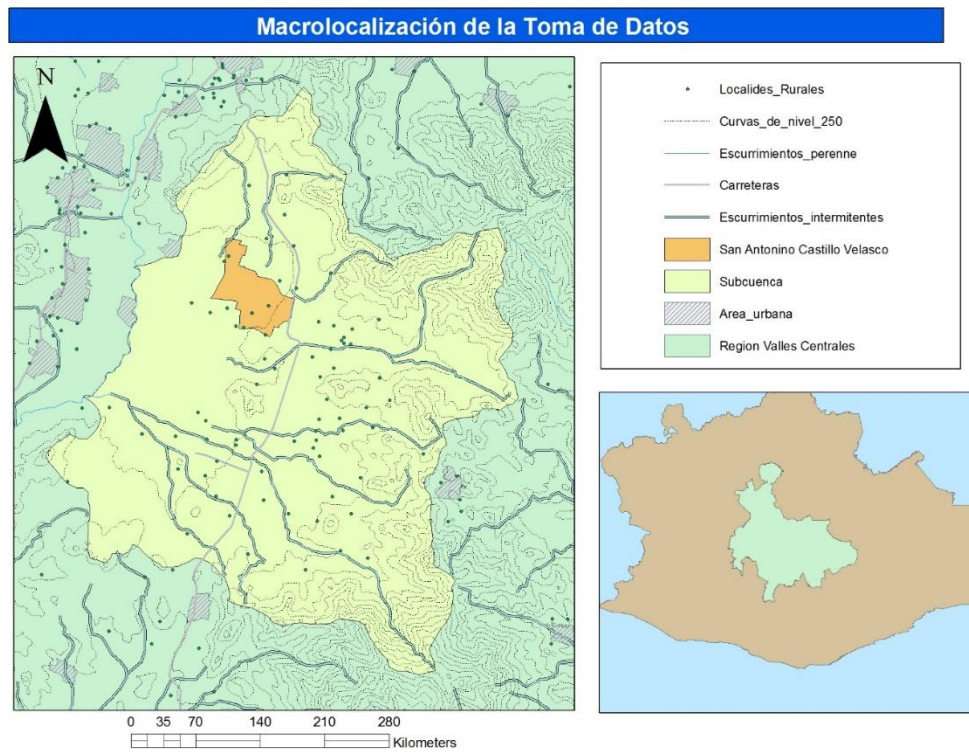 Macrolocalización de la Toma de Datos
N
Localides_Rurales
Curvas_de_nivel_250
Escurrimientos_perenne
Carreteras
Escurrimientos_intermitentes
San Antonino Castillo Velasco
Subcuenca
Area_urbana
Region Valles Centrales
0 35 70 140 210 280
Kilometers